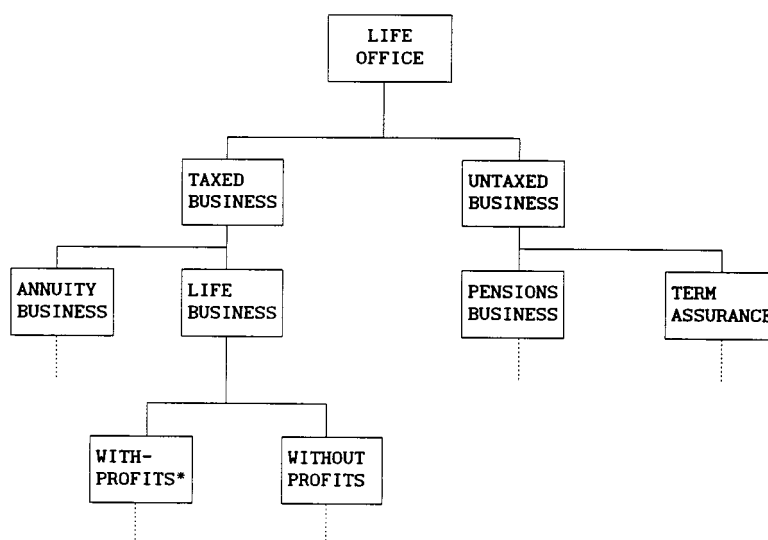 LIFE
OFFICE
TAXED
BUSINESS
UNTAXED
BUSINESS
ANNUITY
BUSINESS
LIFE
BUSINESS
PENSIONS
BUSINESS
TERM
ASSURANCE
WITH-
PROFITS*
WITHOUT
PROFITS